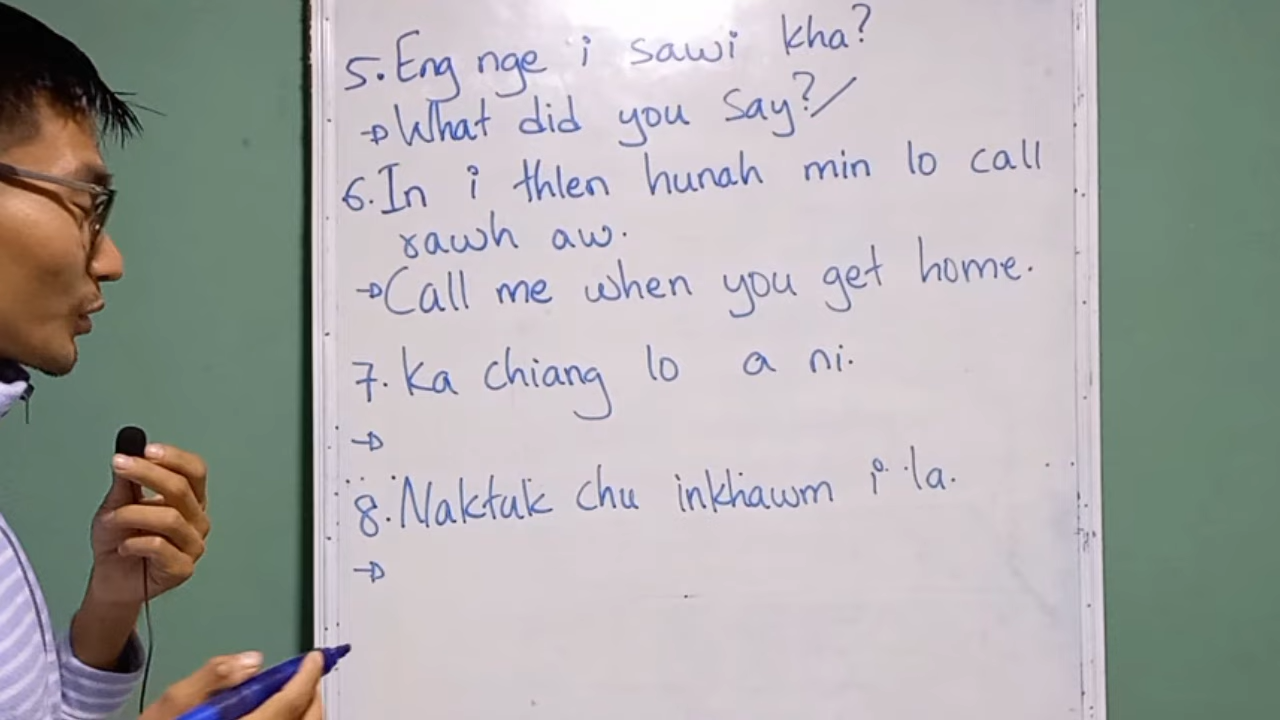 5. Eng nge i sawi kha?
→ What did you say?/
6. In i thlen hunah min lo call
rawh aw.
→ Call me when you get home.
7. Ka chiang lo a ni.
→
8. Naktuk chu inkhawm i la.
→